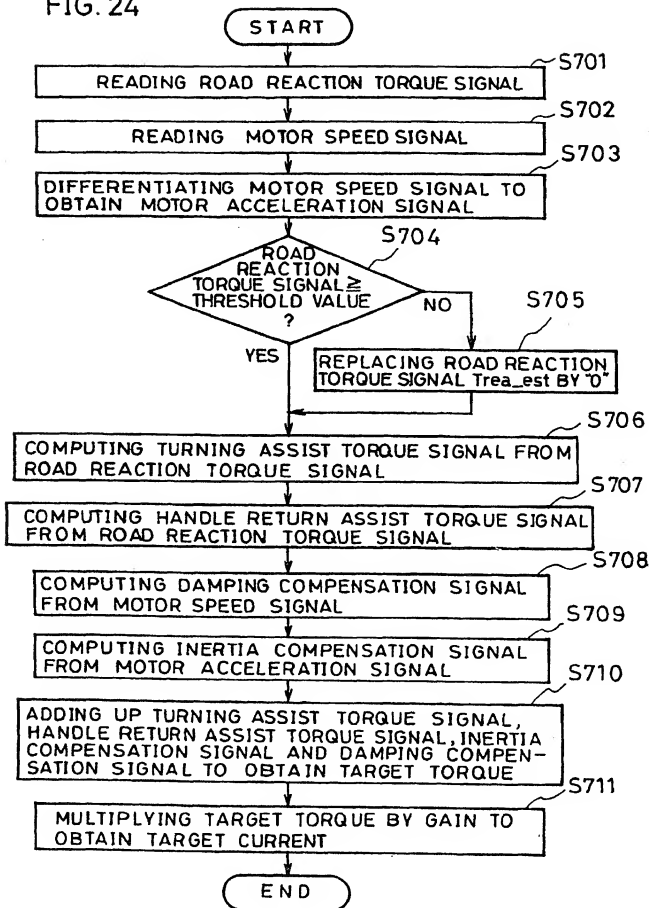 FIG. 24
START
S701
READING ROAD REACTION TORQUE SIGNAL
S702
READING MOTOR SPEED SIGNAL
S703
DIFFERENTIATING MOTOR SPEED SIGNAL TO
OBTAIN MOTOR ACCELERATION SIGNAL
S704
ROAD
REACTION
TORQUE SIGNAL≧
THRESHOLD VALUE
?
NO
YES
S705
REPLACING ROAD REACTION
TORQUE SIGNAL Trea_est BY "0"
S706
COMPUTING TURNING ASSIST TORQUE SIGNAL FROM
ROAD REACTION TORQUE SIGNAL
S707
COMPUTING HANDLE RETURN ASSIST TORQUE SIGNAL
FROM ROAD REACTION TORQUE SIGNAL
S708
COMPUTING DAMPING COMPENSATION SIGNAL
FROM MOTOR SPEED SIGNAL
S709
COMPUTING INERTIA COMPENSATION SIGNAL
FROM MOTOR ACCELERATION SIGNAL
S710
ADDING UP TURNING ASSIST TORQUE SIGNAL,
HANDLE RETURN ASSIST TORQUE SIGNAL, INERTIA
COMPENSATION SIGNAL AND DAMPING COMPEN-
SATION SIGNAL TO OBTAIN TARGET TORQUE
S711
MULTIPLYING TARGET TORQUE BY GAIN TO
OBTAIN TARGET CURRENT
END